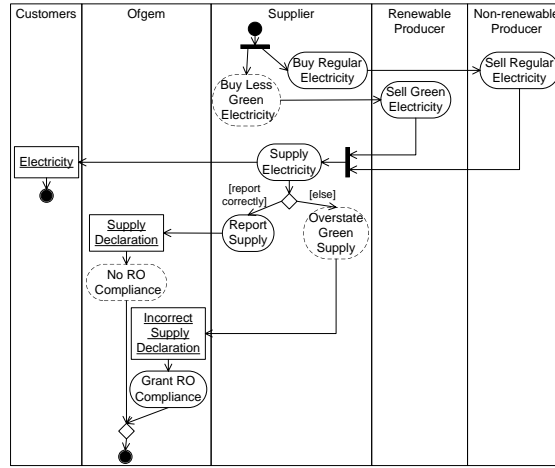 Customers
Ofgem
Supplier
Renewable
Producer
Non-renewable
Producer
Buy Regular
Electricity
Sell Regular
Electricity
Buy Less
Green
Electricity
Sell Green
Electricity
Electricity
Supply
Electricity
[report
correctly]
[else]
Supply
Declaration
Report
Supply
Overstate
Green
Supply
No RO
Compliance
Incorrect
Supply
Declaration
Grant RO
Compliance